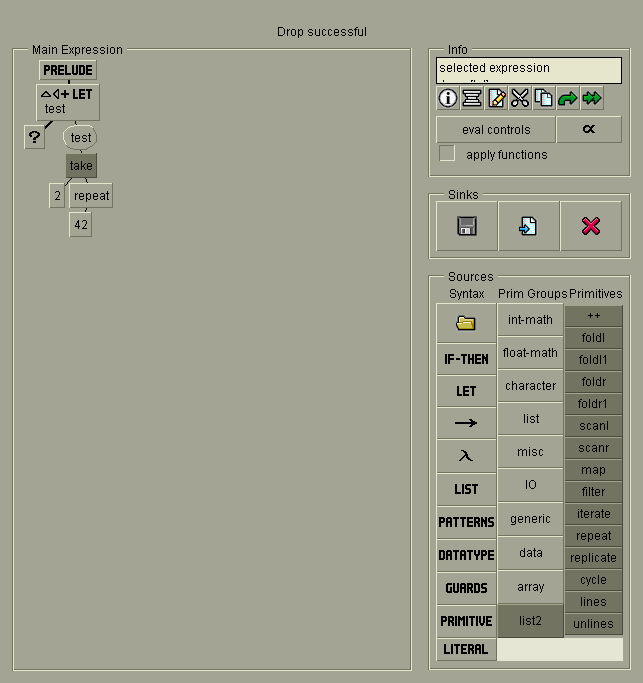 Drop successful
Main Expression
PRELUDE
LET
test
?
test
take
2
repeat
42
Info
selected expression
eval controls
∝
apply functions
Sinks
Sources
Syntax
Prim Groups
Primitives
IF-THEN
LET
→
λ
LIST
PATTERNS
DATATYPE
GUARDS
PRIMITIVE
LITERAL
int-math
float-math
character
list
misc
IO
generic
data
array
list2
++
foldl
foldl1
foldr
foldr1
scanl
scanr
map
filter
iterate
repeat
replicate
cycle
lines
unlines